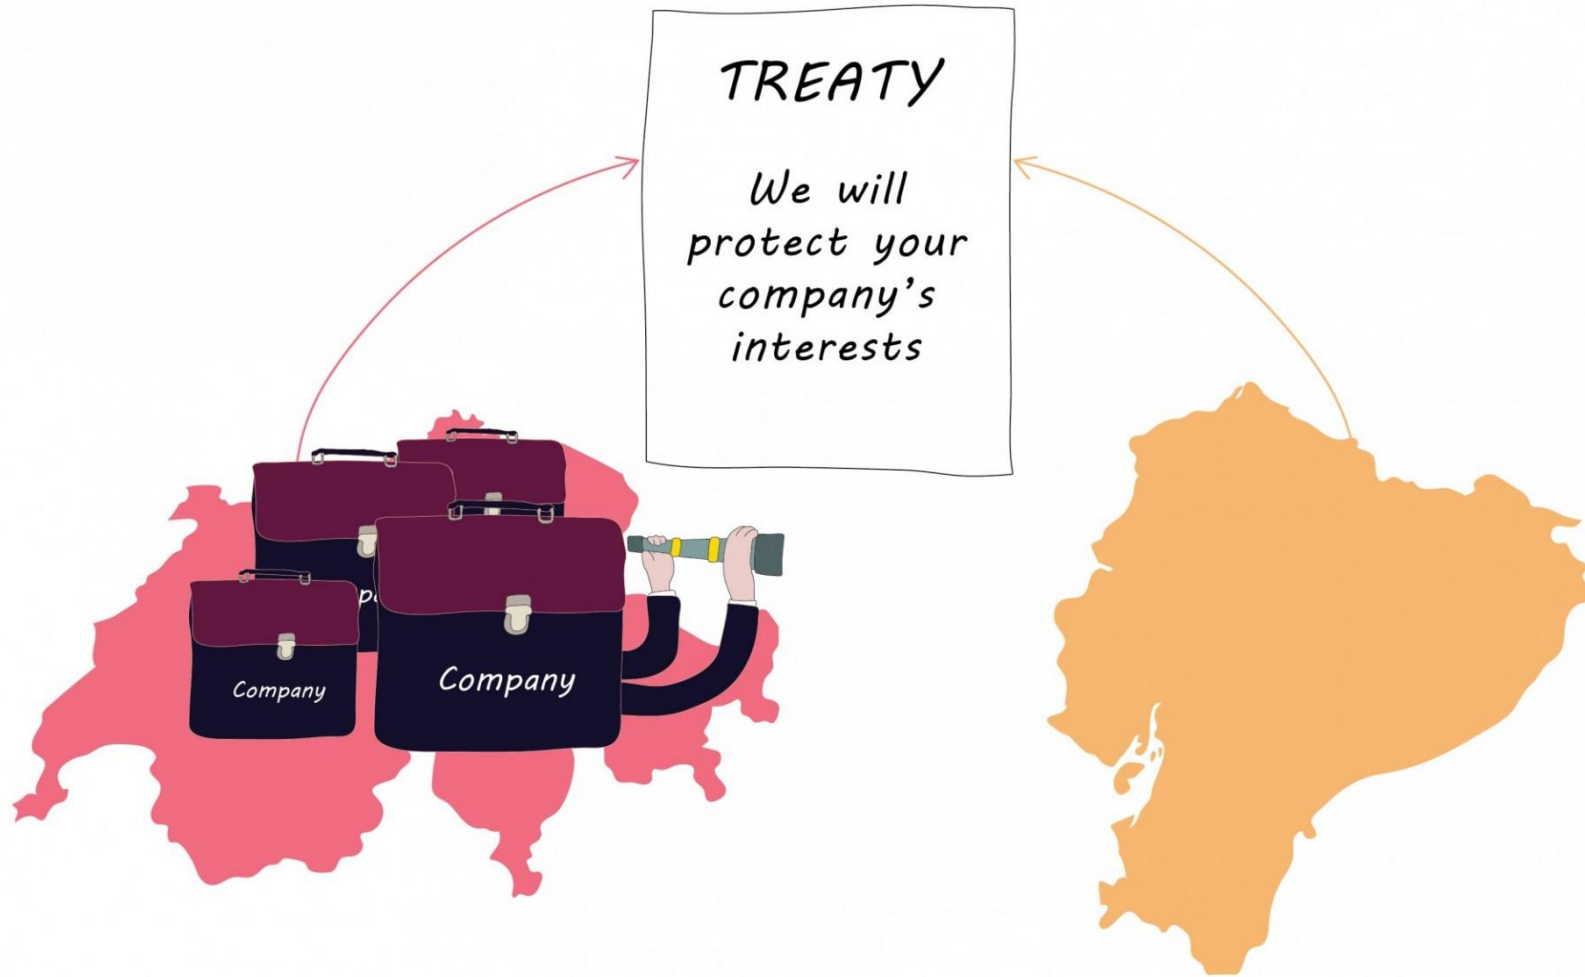 TREATY
We will
protect your
company's
interests
Company
Company